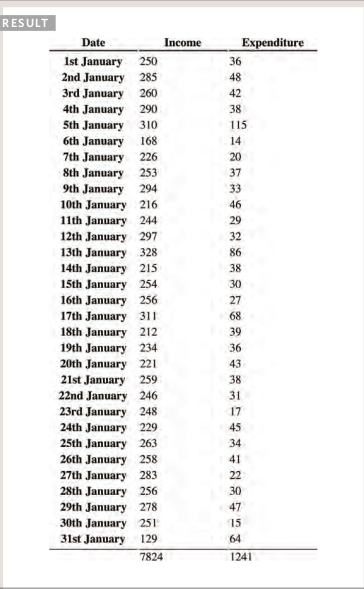 RESULT
Date Income Expenditure
1st January 250 36
2nd January 285 48
3rd January 260 42
4th January 290 38
5th January 310 115
6th January 168 14
7th January 226 20
8th January 253 37
9th January 294 33
10th January 216 46
11th January 244 29
12th January 297 32
13th January 328 86
14th January 215 38
15th January 254 30
16th January 256 27
17th January 311 68
18th January 212 39
19th January 234 36
20th January 221 43
21st January 259 38
22nd January 246 31
23rd January 248 17
24th January 229 45
25th January 263 34
26th January 258 41
27th January 283 22
28th January 256 30
29th January 278 47
30th January 251 15
31st January 129 64
7824 1241